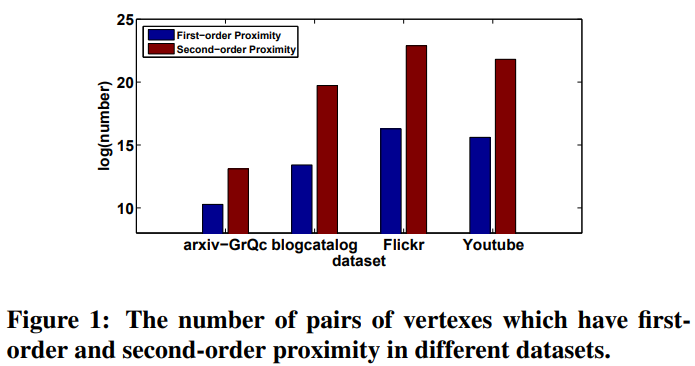 25
20
15
10
log(number)
First-order Proximity
Second-order Proximity
arxiv-GrQc blogcatalog Flickr Youtube
dataset
Figure 1: The number of pairs of vertexes which have first-
order and second-order proximity in different datasets.